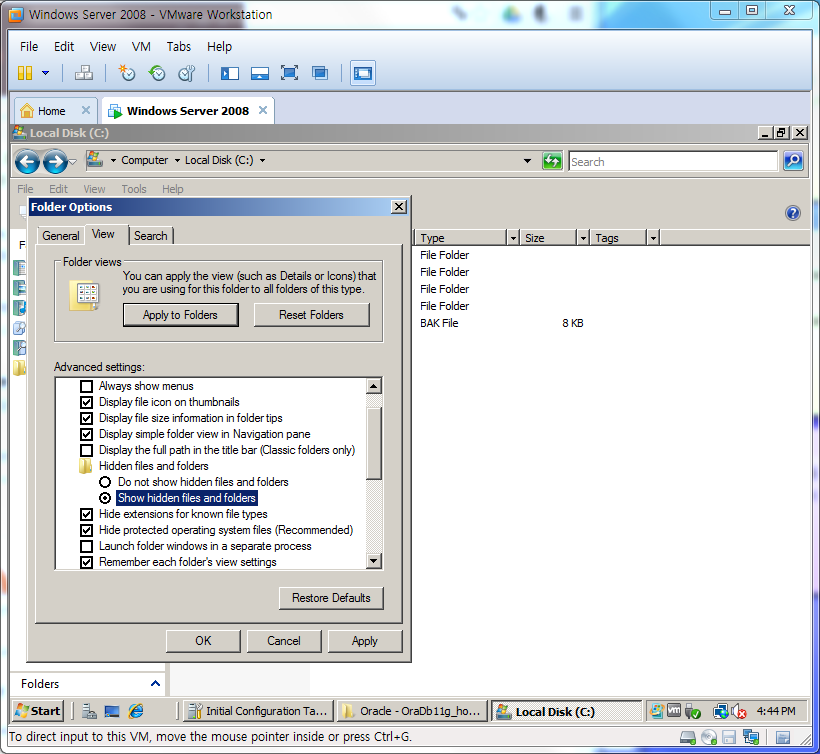 Windows Server 2008 - VMware Workstation
File Edit View VM Tabs Help
Home Windows Server 2008
Local Disk (C:)
Computer Local Disk (C:) Search
File Edit View Tools Help
Folder Options
General View Search
Type Size Tags
Folder views
You can apply the view (such as Details or Icons) that
you are using for this folder to all folders of this type.
Apply to Folders Reset Folders
File Folder
File Folder
File Folder
File Folder
BAK File 8 KB
Advanced settings:
Always show menus
Display file icon on thumbnails
Display file size information in folder tips
Display simple folder view in Navigation pane
Display the full path in the title bar (Classic folders only)
Hidden files and folders
Do not show hidden files and folders
Show hidden files and folders
Hide extensions for known file types
Hide protected operating system files (Recommended)
Launch folder windows in a separate process
Remember each folder's view settings
Restore Defaults
OK Cancel Apply
Folders
Start Initial Configuration Ta... Oracle - OraDb11g_ho... Local Disk (C:) 4:44 PM
To direct input to this VM, move the mouse pointer inside or press Ctrl+G.